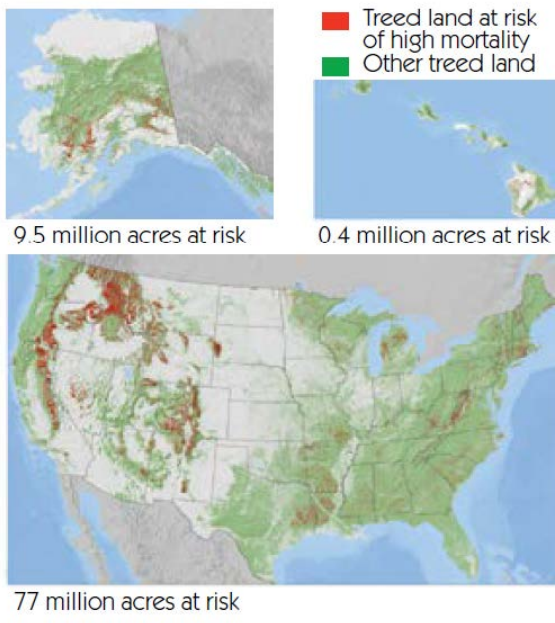 Treed land at risk
of high mortality
Other treed land
9.5 million acres at risk
0.4 million acres at risk
77 million acres at risk